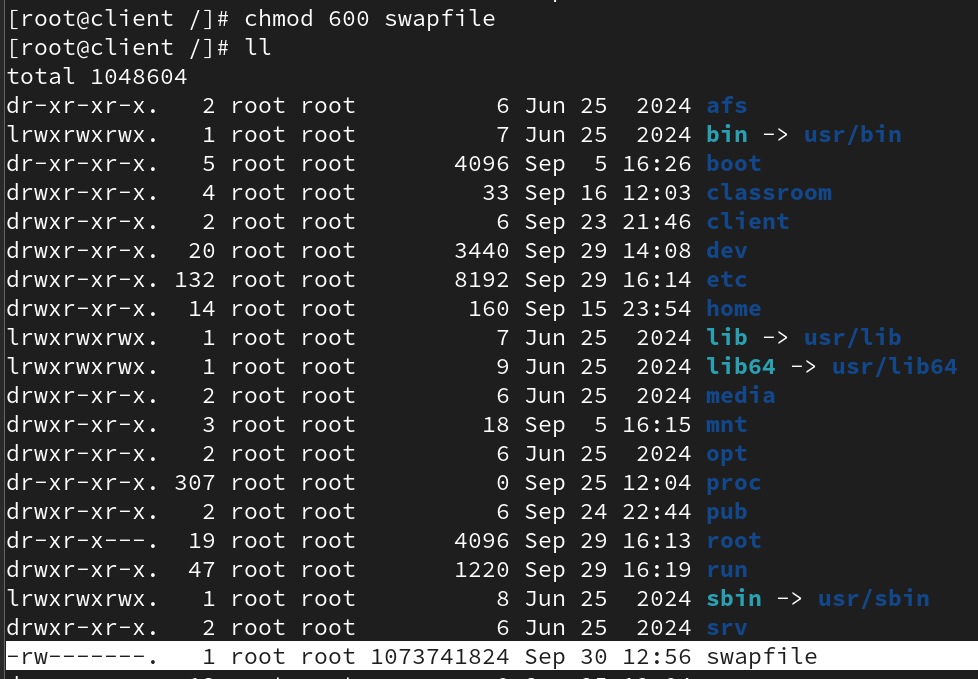 [root@client /]# chmod 600 swapfile
[root@client /]# ll
total 1048604
dr-xr-xr-x.   2 root root          6 Jun 25  2024 afs
lrwxrwxrwx.   1 root root          7 Jun 25  2024 bin -> usr/bin
dr-xr-xr-x.   5 root root       4096 Sep  5 16:26 boot
drwxr-xr-x.   4 root root         33 Sep 16 12:03 classroom
drwxr-xr-x.   2 root root          6 Sep 23 21:46 client
drwxr-xr-x.  20 root root       3440 Sep 29 14:08 dev
drwxr-xr-x. 132 root root       8192 Sep 29 16:14 etc
drwxr-xr-x.  14 root root        160 Sep 15 23:54 home
lrwxrwxrwx.   1 root root          7 Jun 25  2024 lib -> usr/lib
lrwxrwxrwx.   1 root root          9 Jun 25  2024 lib64 -> usr/lib64
drwxr-xr-x.   2 root root          6 Jun 25  2024 media
drwxr-xr-x.   3 root root         18 Sep  5 16:15 mnt
drwxr-xr-x.   2 root root          6 Jun 25  2024 opt
dr-xr-xr-x. 307 root root          0 Sep 25 12:04 proc
drwxr-xr-x.   2 root root          6 Sep 24 22:44 pub
dr-xr-x---.  19 root root       4096 Sep 29 16:13 root
drwxr-xr-x.  47 root root       1220 Sep 29 16:19 run
lrwxrwxrwx.   1 root root          8 Jun 25  2024 sbin -> usr/sbin
drwxr-xr-x.   2 root root          6 Jun 25  2024 srv
-rw-------.   1 root root 1073741824 Sep 30 12:56 swapfile